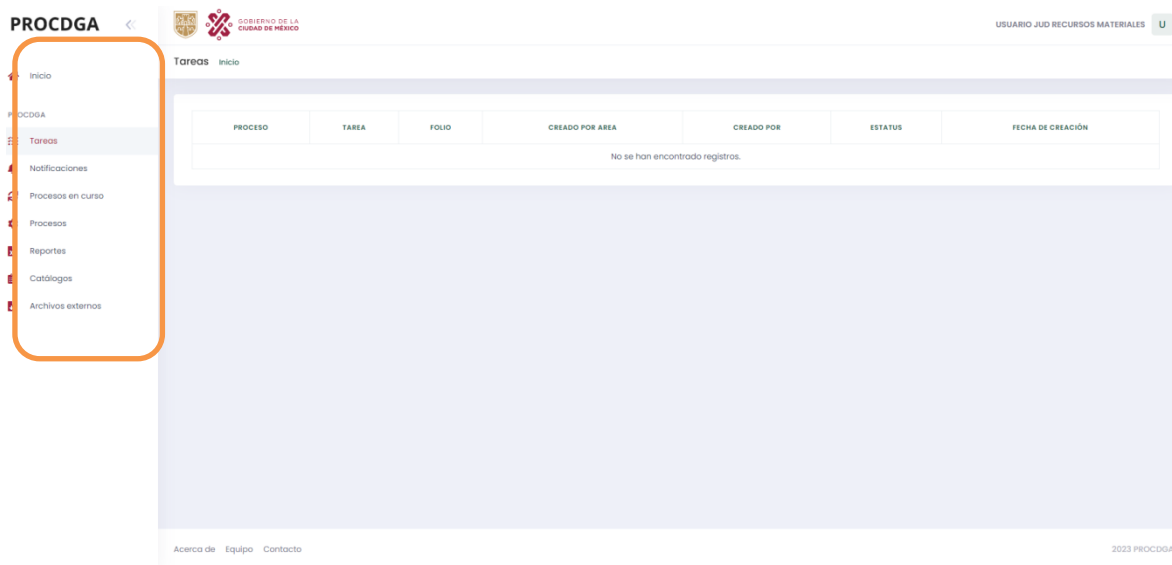 PROCDGA
GOBIERNO DE LA
CIUDAD DE MÉXICO
USUARIO JUD RECURSOS MATERIALES U
Tareas Inicio
Inicio
PROCDGA
Tareas
Notificaciones
Procesos en curso
Procesos
Reportes
Catálogos
Archivos externos
PROCESO TAREA FOLIO CREADO POR AREA CREADO POR ESTATUS FECHA DE CREACIÓN
No se han encontrado registros.
Acerca de Equipo Contacto
2023 PROCDGA